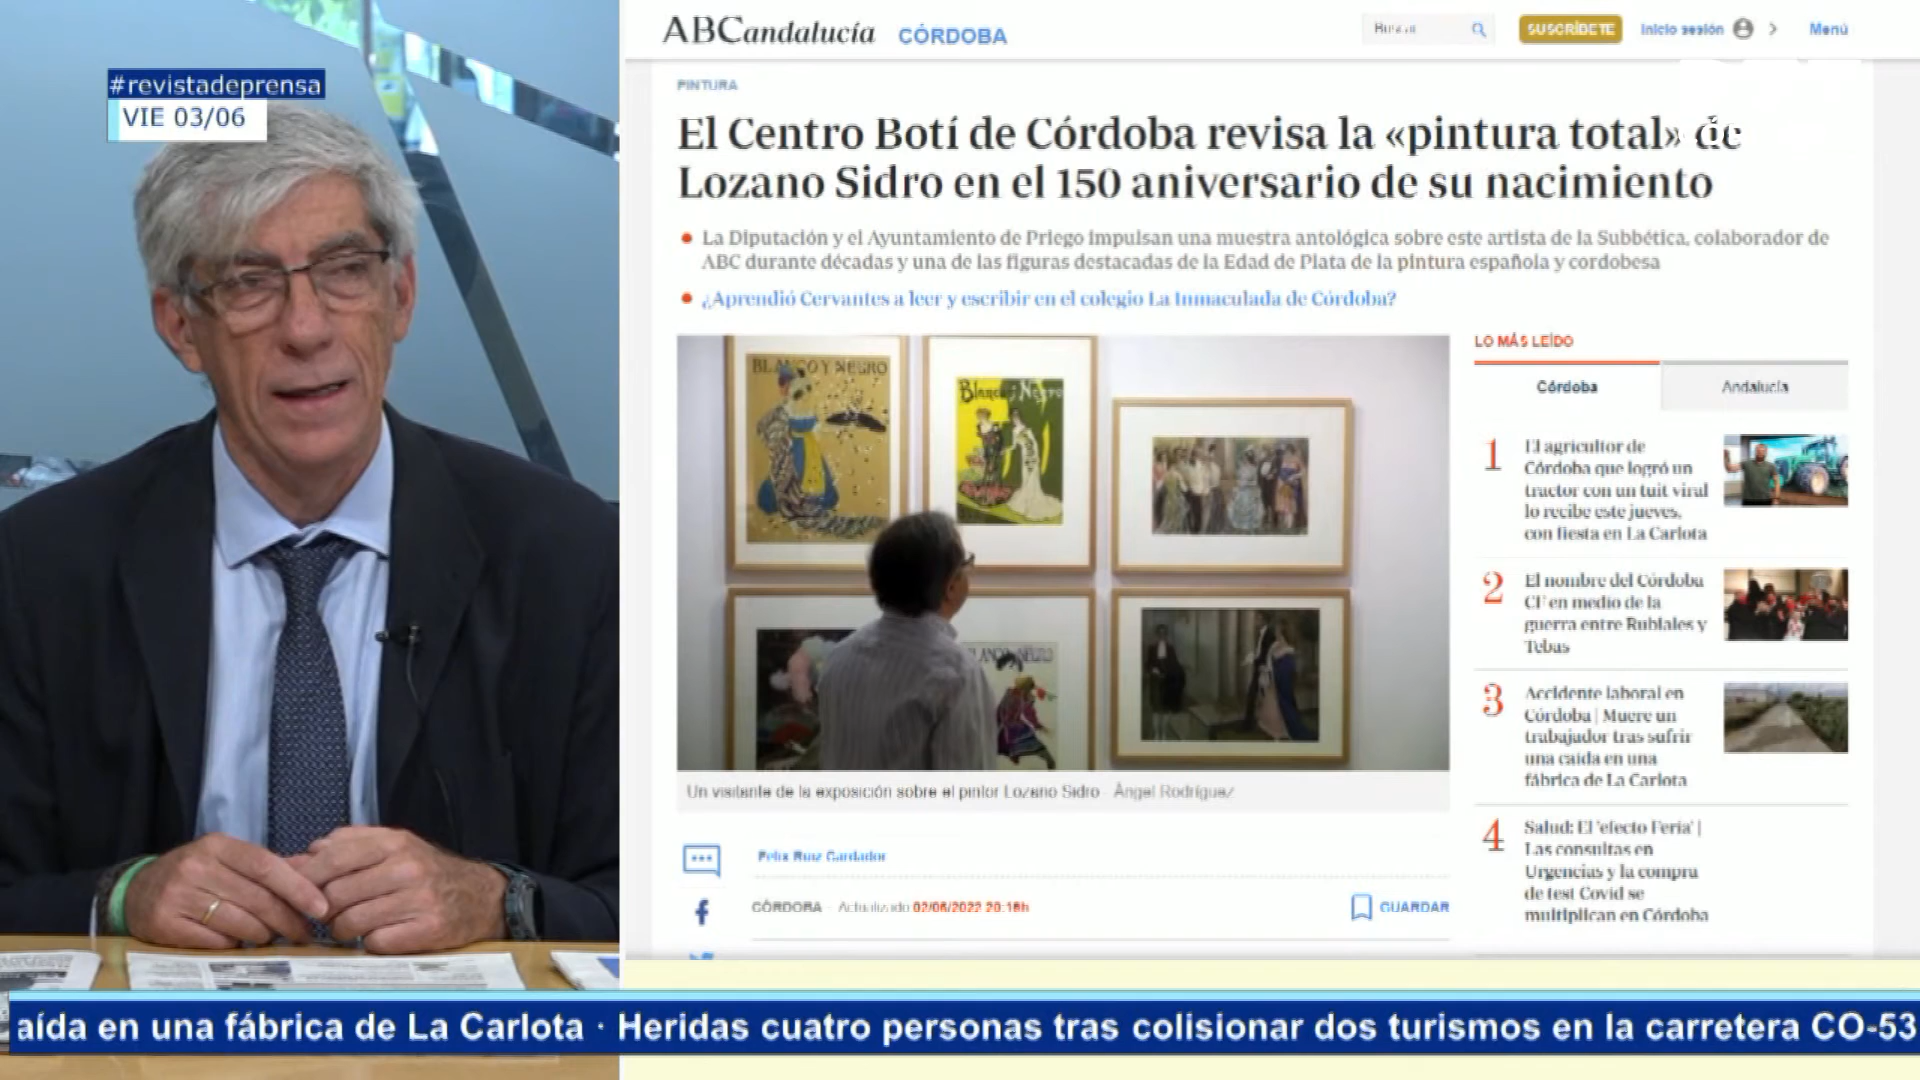 #revistadeprensa
VIE 03/06
ABCandalucía CÓRDOBA
Buscar
SUSCRÍBETE
Inicio sesión
Menú
PINTURA
El Centro Botí de Córdoba revisa la «pintura total» de
Lozano Sidro en el 150 aniversario de su nacimiento
La Diputación y el Ayuntamiento de Priego impulsan una muestra antológica sobre este artista de la Subbética, colaborador de
ABC durante décadas y una de las figuras destacadas de la Edad de Plata de la pintura española y cordobesa
¿Aprendió Cervantes a leer y escribir en el colegio La Inmaculada de Córdoba?
BLANCO Y NEGRO
Blanco y Negro
BLANCO Y NEGRO
Un visitante de la exposición sobre el pintor Lozano Sidro Ángel Rodríguez
Félix Ruiz Cardador
CÓRDOBA Actualizado 02/06/2022 20:16h
GUARDAR
LO MÁS LEÍDO
Córdoba
Andalucía
1
El agricultor de
Córdoba que logró un
tractor con un tuit viral
lo recibe este jueves,
con fiesta en La Carlota
2
El nombre del Córdoba
CF en medio de la
guerra entre Rubiales y
Tebas
3
Accidente laboral en
Córdoba | Muere un
trabajador tras sufrir
una caída en una
fábrica de La Carlota
4
Salud: El 'efecto Feria' |
Las consultas en
Urgencias y la compra
de test Covid se
multiplican en Córdoba
aída en una fábrica de La Carlota · Heridas cuatro personas tras colisionar dos turismos en la carretera CO-53